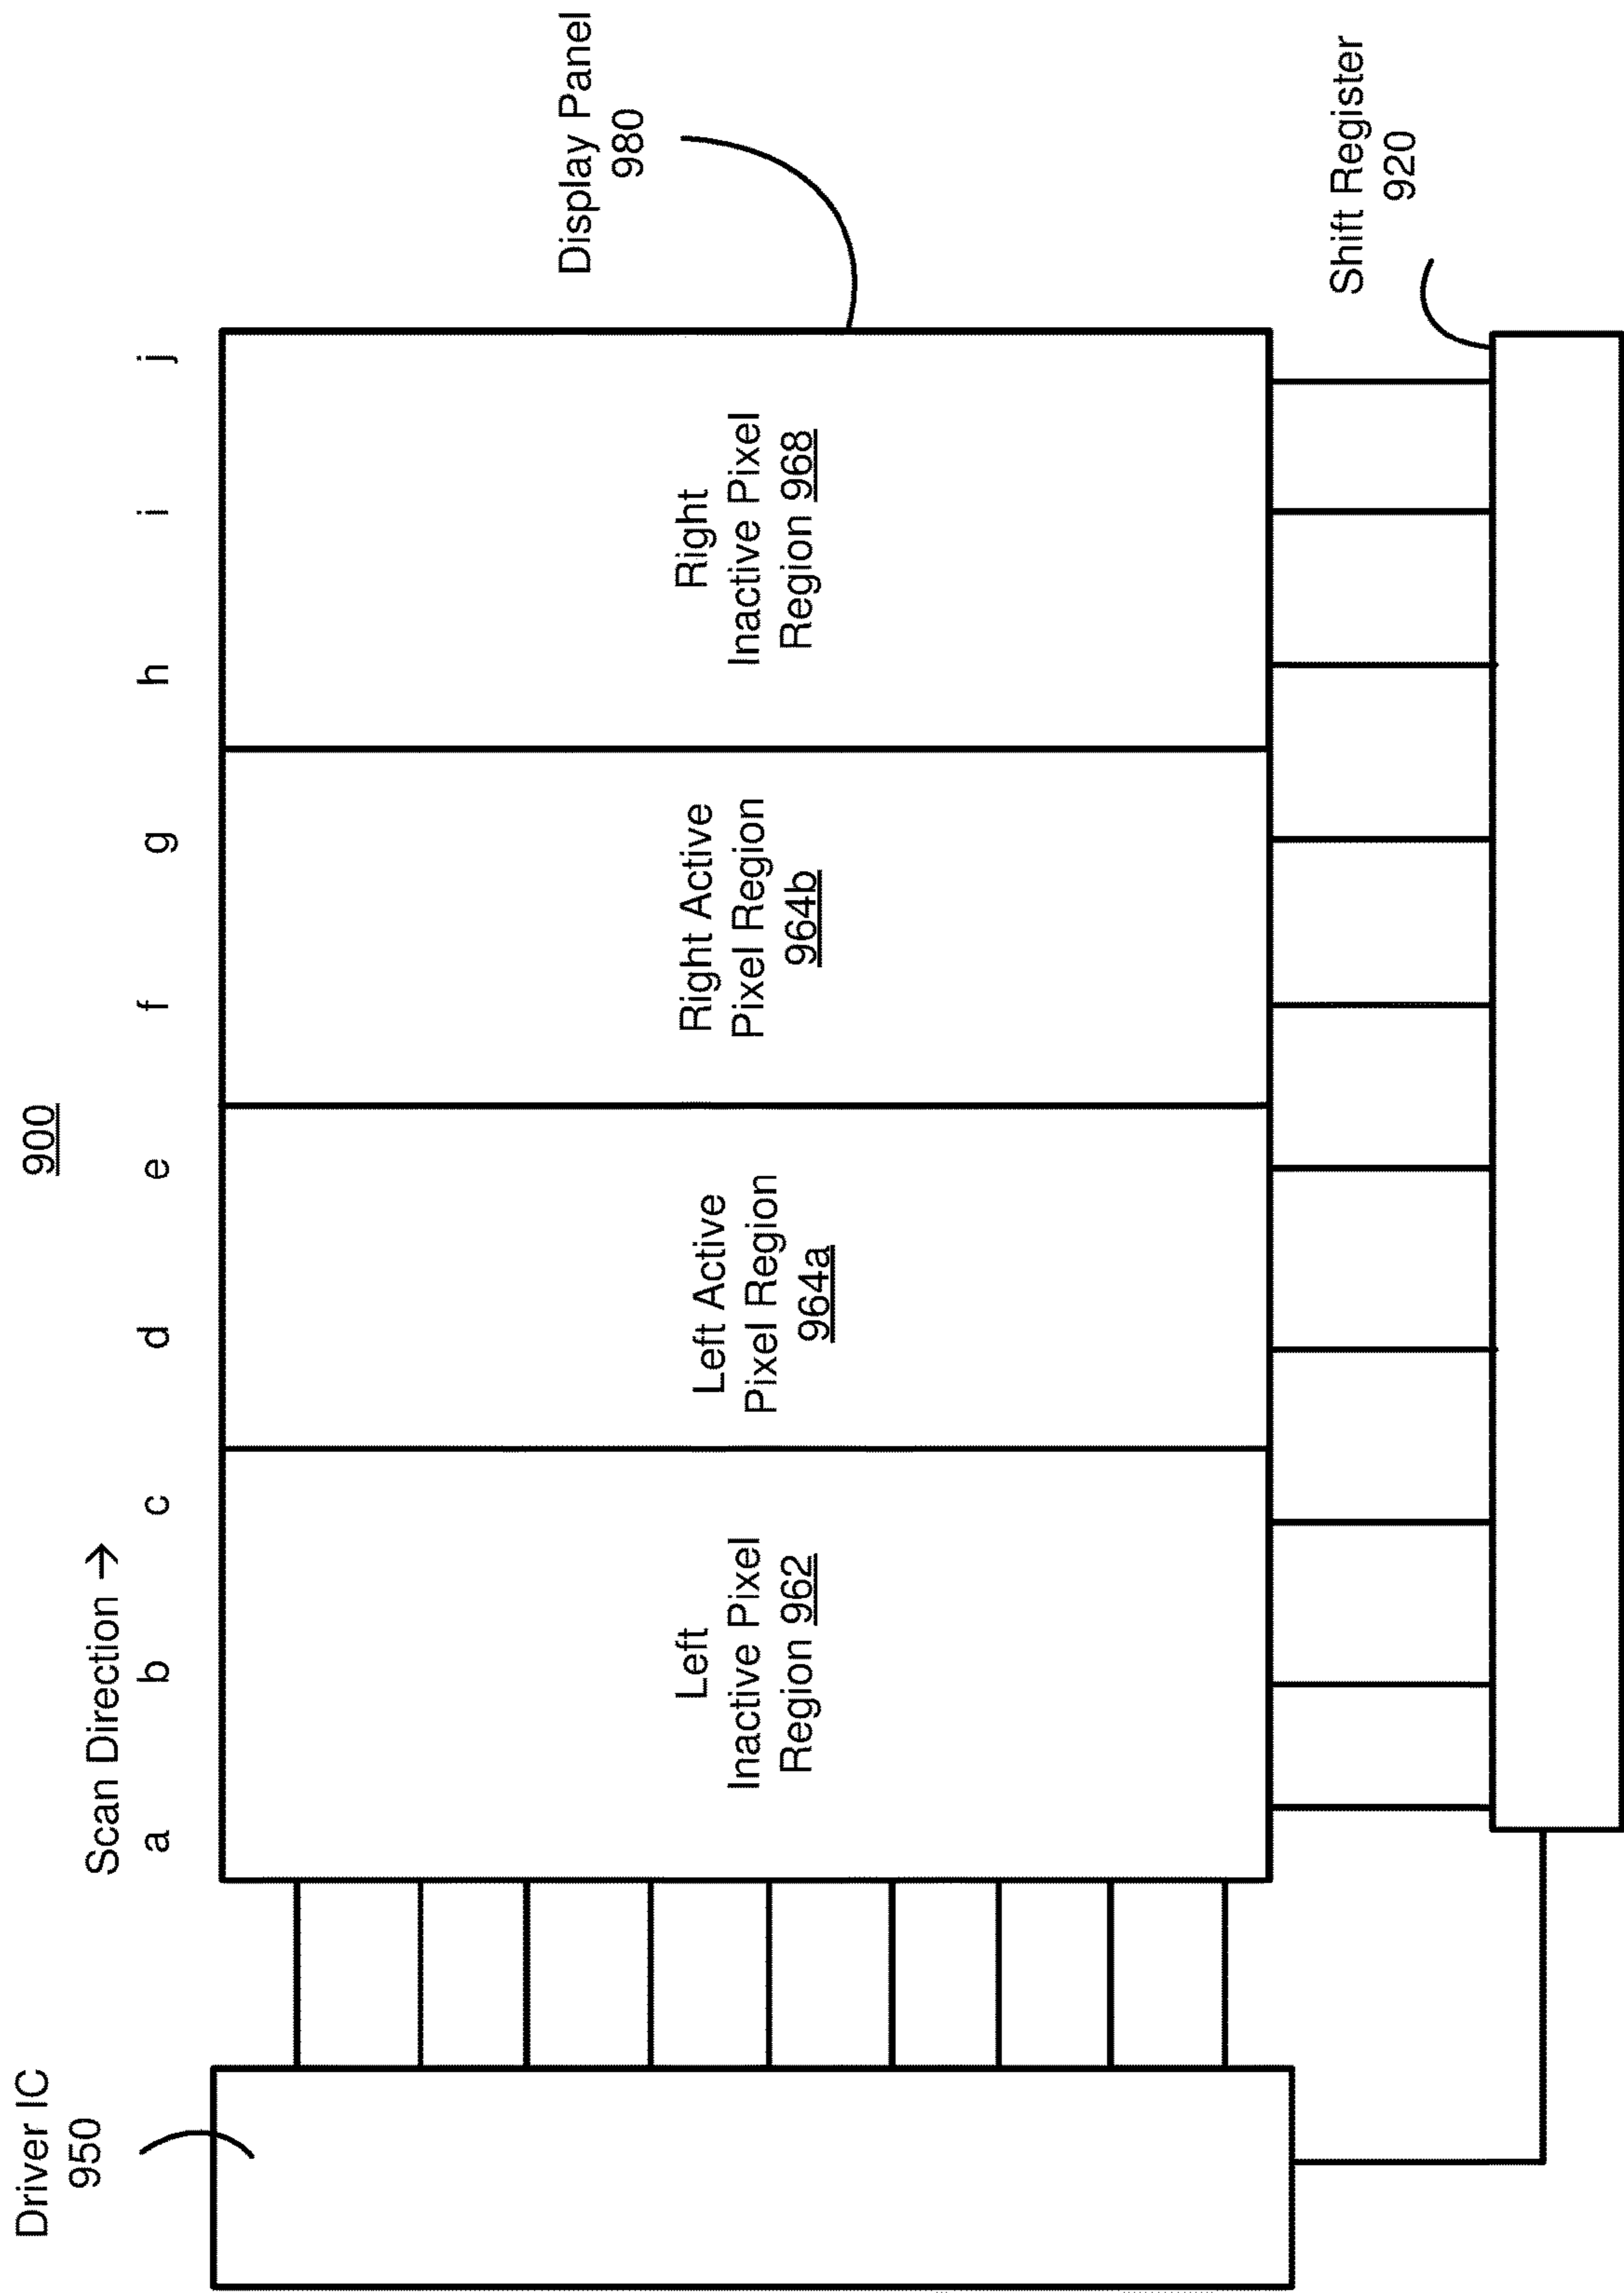 900
Driver IC
950
Scan Direction →
a b c d e f g h i j
Display Panel
980
Left
Inactive Pixel
Region 962
Left Active
Pixel Region
964a
Right Active
Pixel Region
964b
Right
Inactive Pixel
Region 968
Shift Register
920